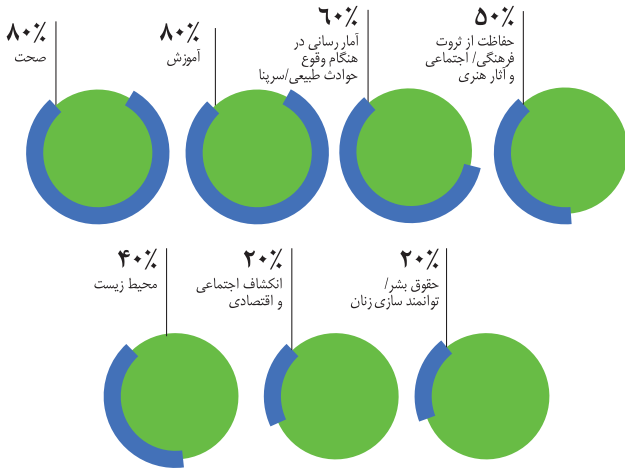 ۵۰٪
حفاظت از ثروت
فرهنگی/ اجتماعی
و آثار هنری
۶۰٪
آمار رسانی در
هنگام وقوع
حوادث طبیعی/سرپنا
۸۰٪
آموزش
۸۰٪
صحت
۲۰٪
حقوق بشر/
توانمند سازی زنان
۲۰٪
انکشاف اجتماعی
و اقتصادی
۴۰٪
محیط زیست